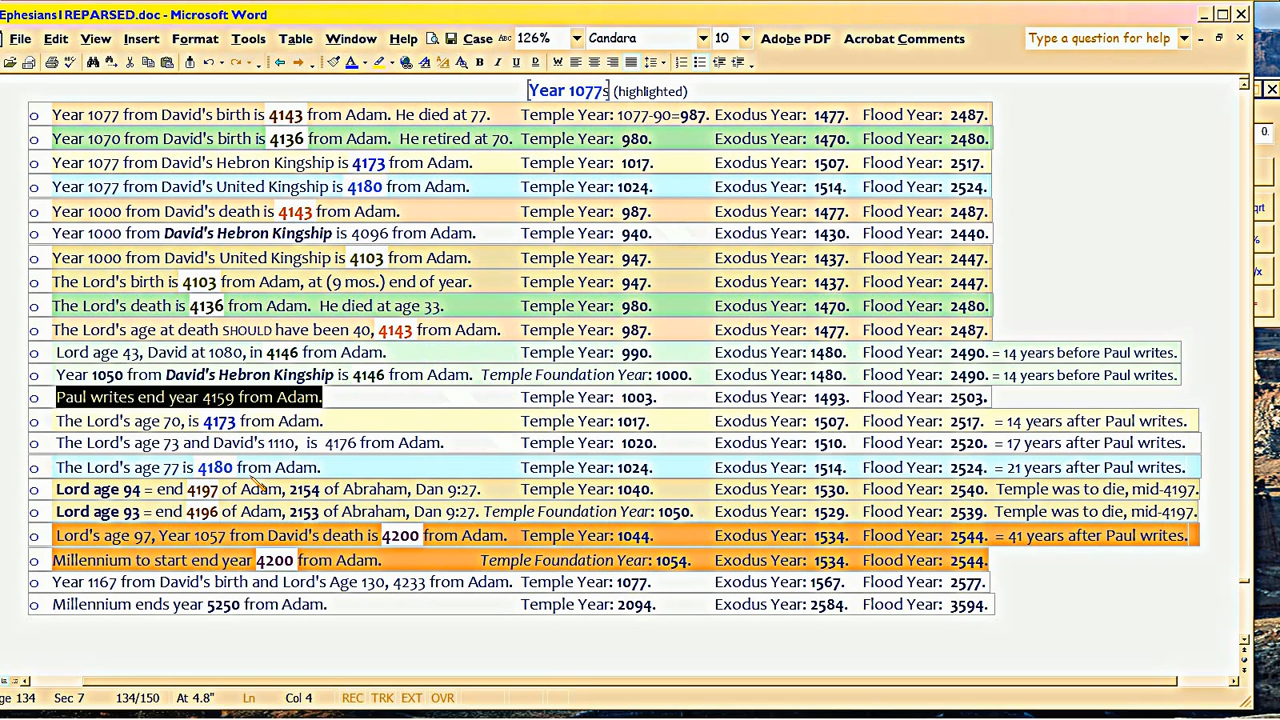 Ephesians1REPARSED.doc - Microsoft Word
File Edit View Insert Format Tools Table Window Help Case 126% Candara 10 Adobe PDF Acrobat Comments Type a question for help
Year 1077s (highlighted)
o Year 1077 from David's birth is 4143 from Adam. He died at 77. Temple Year: 1077-90=987. Exodus Year: 1477. Flood Year: 2487.
o Year 1070 from David's birth is 4136 from Adam. He retired at 70. Temple Year: 980. Exodus Year: 1470. Flood Year: 2480.
o Year 1077 from David's Hebron Kingship is 4173 from Adam. Temple Year: 1017. Exodus Year: 1507. Flood Year: 2517.
o Year 1077 from David's United Kingship is 4180 from Adam. Temple Year: 1024. Exodus Year: 1514. Flood Year: 2524.
o Year 1000 from David's death is 4143 from Adam. Temple Year: 987. Exodus Year: 1477. Flood Year: 2487.
o Year 1000 from David's Hebron Kingship is 4096 from Adam. Temple Year: 940. Exodus Year: 1430. Flood Year: 2440.
o Year 1000 from David's United Kingship is 4103 from Adam. Temple Year: 947. Exodus Year: 1437. Flood Year: 2447.
o The Lord's birth is 4103 from Adam, at (9 mos.) end of year. Temple Year: 947. Exodus Year: 1437. Flood Year: 2447.
o The Lord's death is 4136 from Adam. He died at age 33. Temple Year: 980. Exodus Year: 1470. Flood Year: 2480.
o The Lord's age at death SHOULD have been 40, 4143 from Adam. Temple Year: 987. Exodus Year: 1477. Flood Year: 2487.
o Lord age 43, David at 1080, in 4146 from Adam. Temple Year: 990. Exodus Year: 1480. Flood Year: 2490. = 14 years before Paul writes.
o Year 1050 from David's Hebron Kingship is 4146 from Adam. Temple Foundation Year: 1000. Exodus Year: 1480. Flood Year: 2490. = 14 years before Paul writes.
o Paul writes end year 4159 from Adam. Temple Year: 1003. Exodus Year: 1493. Flood Year: 2503.
o The Lord's age 70, is 4173 from Adam. Temple Year: 1017. Exodus Year: 1507. Flood Year: 2517. = 14 years after Paul writes.
o The Lord's age 73 and David's 1110, is 4176 from Adam. Temple Year: 1020. Exodus Year: 1510. Flood Year: 2520. = 17 years after Paul writes.
o The Lord's age 77 is 4180 from Adam. Temple Year: 1024. Exodus Year: 1514. Flood Year: 2524. = 21 years after Paul writes.
o Lord age 94 = end 4197 of Adam, 2154 of Abraham, Dan 9:27. Temple Year: 1040. Exodus Year: 1530. Flood Year: 2540. Temple was to die, mid-4197.
o Lord age 93 = end 4196 of Adam, 2153 of Abraham, Dan 9:27. Temple Foundation Year: 1050. Exodus Year: 1529. Flood Year: 2539. Temple was to die, mid-4197.
o Lord's age 97, Year 1057 from David's death is 4200 from Adam. Temple Year: 1044. Exodus Year: 1534. Flood Year: 2544. = 41 years after Paul writes.
o Millennium to start end year 4200 from Adam. Temple Foundation Year: 1054. Exodus Year: 1534. Flood Year: 2544.
o Year 1167 from David's birth and Lord's Age 130, 4233 from Adam. Temple Year: 1077. Exodus Year: 1567. Flood Year: 2577.
o Millennium ends year 5250 from Adam. Temple Year: 2094. Exodus Year: 2584. Flood Year: 3594.
ge 134 Sec 7 134/150 At 4.8" Ln Col 4 REC TRK EXT OVR